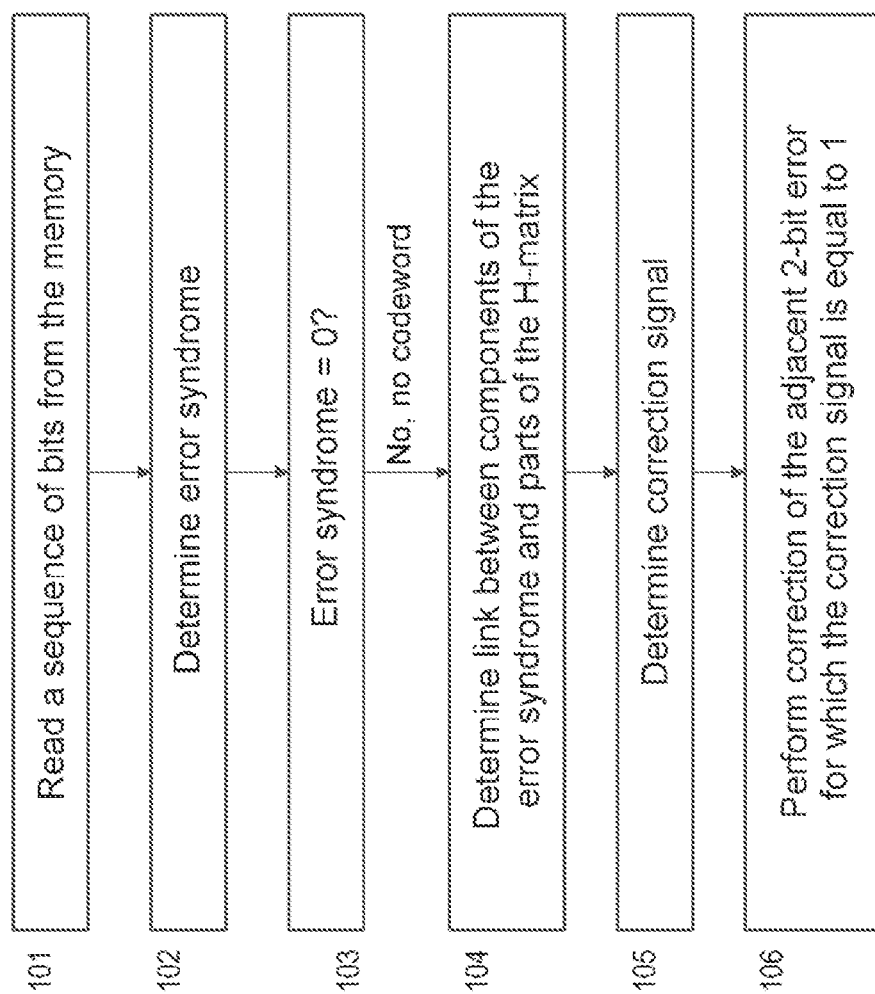 101
Read a sequence of bits from the memory
102
Determine error syndrome
103
Error syndrome = 0?
No, no codeword
104
Determine link between components of the
error syndrome and parts of the H-matrix
105
Determine correction signal
106
Perform correction of the adjacent 2-bit error
for which the correction signal is equal to 1